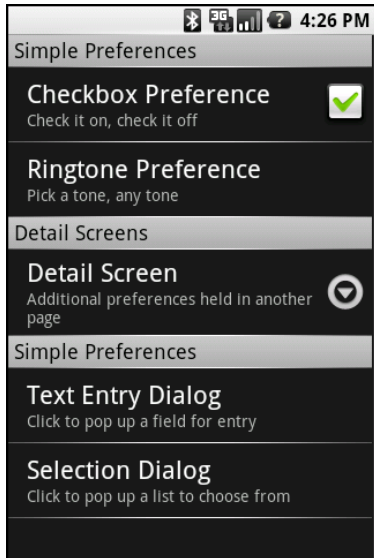 3G
?
4:26 PM
Simple Preferences
Checkbox Preference
Check it on, check it off
Ringtone Preference
Pick a tone, any tone
Detail Screens
Detail Screen
Additional preferences held in another
page
Simple Preferences
Text Entry Dialog
Click to pop up a field for entry
Selection Dialog
Click to pop up a list to choose from